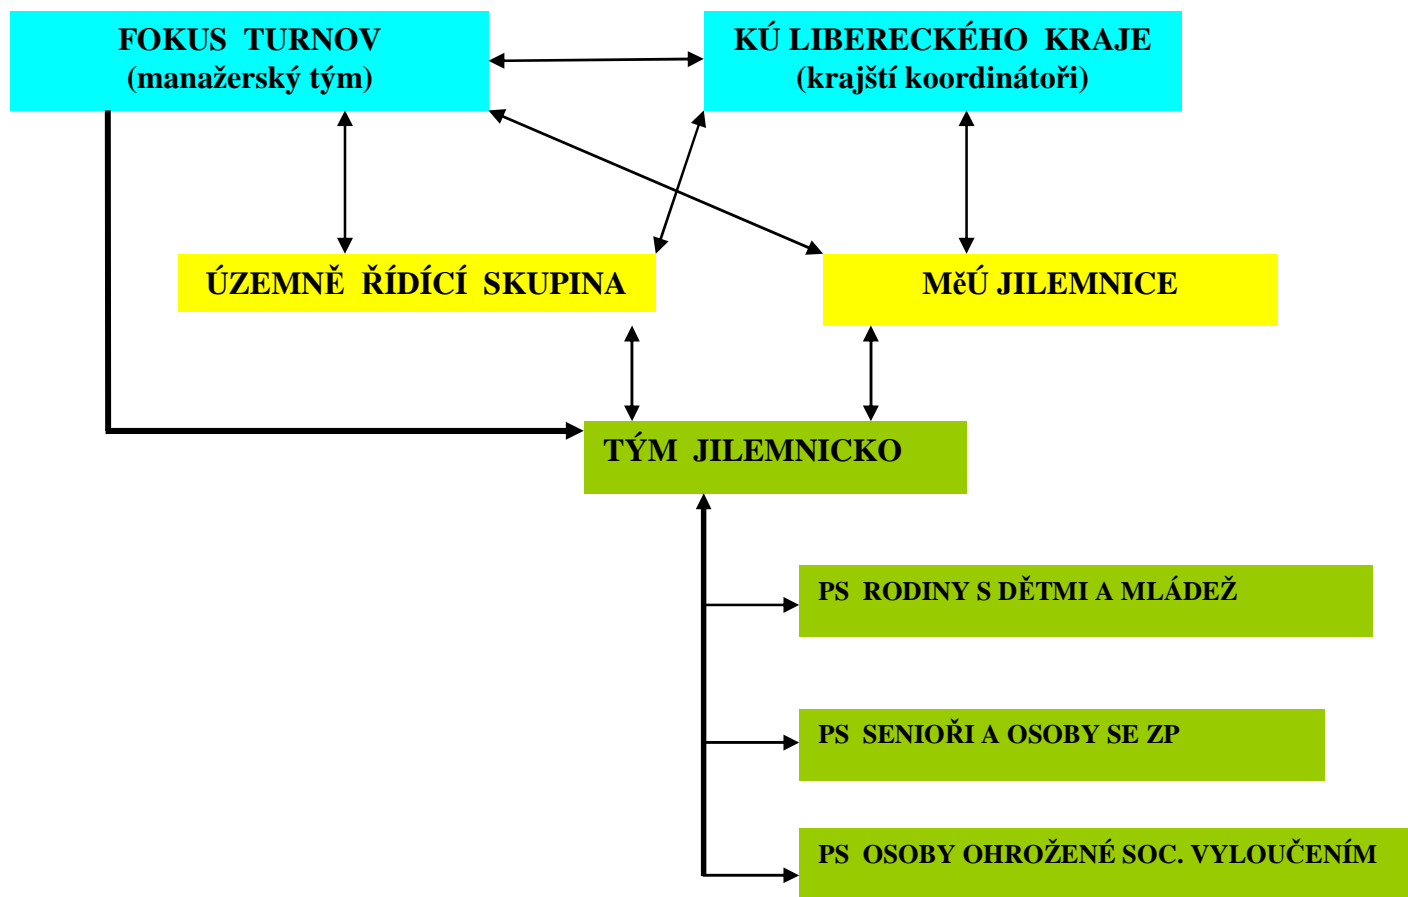 FOKUS TURNOV
(manažerský tým)
KÚ LIBERECKÉHO KRAJE
(krajští koordinátoři)
ÚZEMNĚ ŘÍDÍCÍ SKUPINA
MěÚ JILEMNICE
TÝM JILEMNICKO
PS RODINY S DĚTMI A MLÁDEŽ
PS SENIOŘI A OSOBY SE ZP
PS OSOBY OHROŽENÉ SOC. VYLOUČENÍM